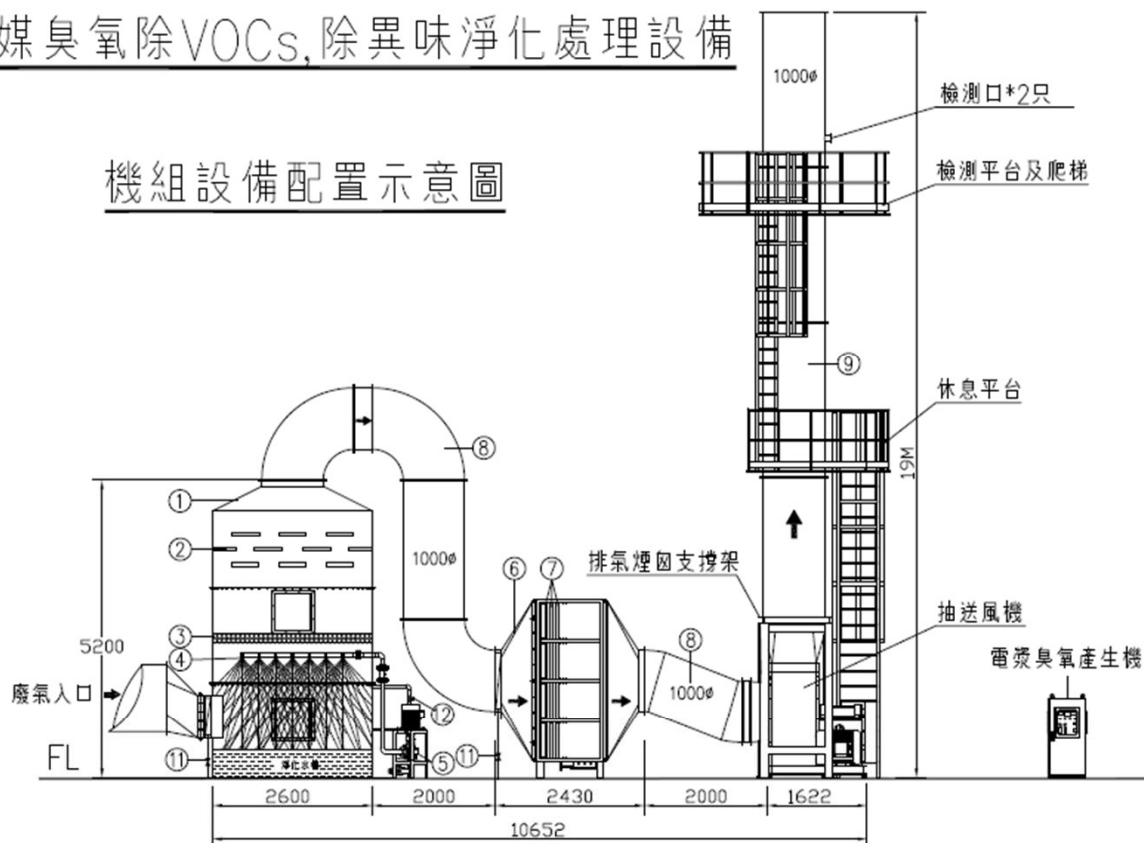 媒臭氧除VOCs,除異味淨化處理設備
機組設備配置示意圖
1000ø
檢測口*2只
檢測平台及爬梯
⑨
休息平台
19M
⑧
①
②
1000ø
⑥
⑦
排氣煙囪支撐架
③
④
5200
抽送風機
⑧
1000ø
電漿臭氧產生機
廢氣入口
⑫
FL
⑪
淨化水槽
⑤
⑪
2600
2000
2430
2000
1622
10652